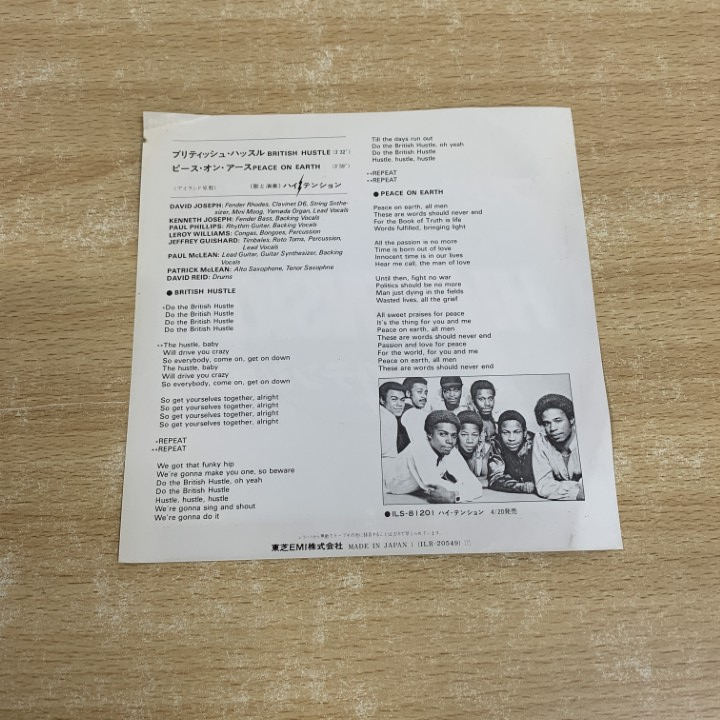 ブリティッシュ・ハッスル BRITISH HUSTLE (3'32")
ピース・オン・アース PEACE ON EARTH
(歌と演奏) ハイ・テンション
DAVID JOSEPH: Fender Rhodes, Clavinet D6, String Snthe-
sizer, Mini Moog, Yamada Organ, Lead Vocals
KENNETH JOSEPH: Fender Bass, Backing Vocals
PAUL PHILLIPS: Rhythm Guitar, Backing Vocals
LEROY WILLIAMS: Congas, Bongoes, Percussion
JEFFREY GUISHARD: Timbales, Roto Toms, Percussion,
Lead Vocals
PAUL McLEAN: Lead Guitar, Guitar Synthesizer, Backing
Vocals
PATRICK McLEAN: Alto Saxophone, Tenor Saxophne
DAVID REID: Drums
●BRITISH HUSTLE
*Do the British Hustle
Do the British Hustle
Do the British Hustle
Do the British Hustle
**The hustle, baby
Will drive you crazy
So everybody, come on, get on down
The hustle, baby
Will drive you crazy
So everybody, come on, get on down
So get yourselves together, alright
So get yourselves together, alright
So get yourselves together, alright
So get yourselves together, alright
*REPEAT
**REPEAT
We got that funky hip
We're gonna make you one, so beware
Do the British Hustle, oh yeah
Do the British Hustle
Hustle, hustle, hustle
We're gonna sing and shout
We're gonna do it
Till the days run out
Do the British Hustle, oh yeah
Do the British Hustle
Hustle, hustle, hustle
**REPEAT
**REPEAT
●PEACE ON EARTH
Peace on earth, all men
These are words should never end
For the Book of Truth is life
Words fulfilled, bringing light
All the passion is no more
Time is born out of love
Innocent time is in our lives
Hear me call, the man of love
Until then, fight no war
Politics should be no more
Man just dying in the fields
Wasted lives, all the grief
All sweet praises for peace
It's the thing for you and me
Peace on earth, all men
These are words should never end
Passion and love for peace
For the world, for you and me
Peace on earth, all men
These are words should never end
●ILS-81201 ハイ・テンション 4/20発売
東芝EMI株式会社 MADE IN JAPAN (ILR-20549)